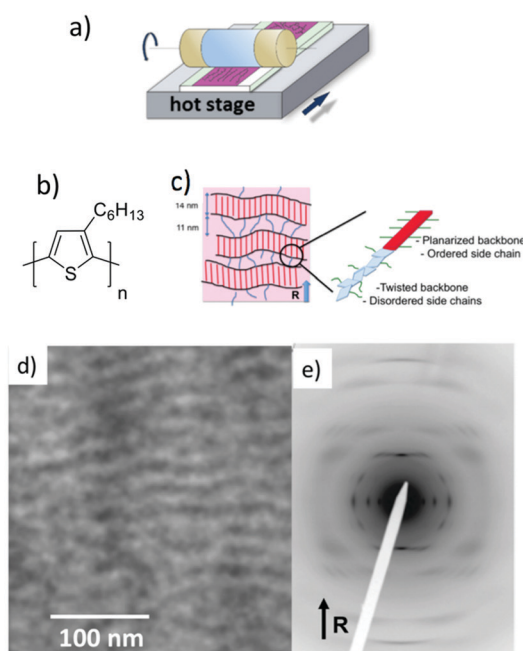 a)
hot stage
b)
C6H13
S
n
c)
14 nm
11 nm
R
- Planarized backbone
- Ordered side chain
-Twisted backbone
- Disordered side chains
d)
100 nm
e)
R